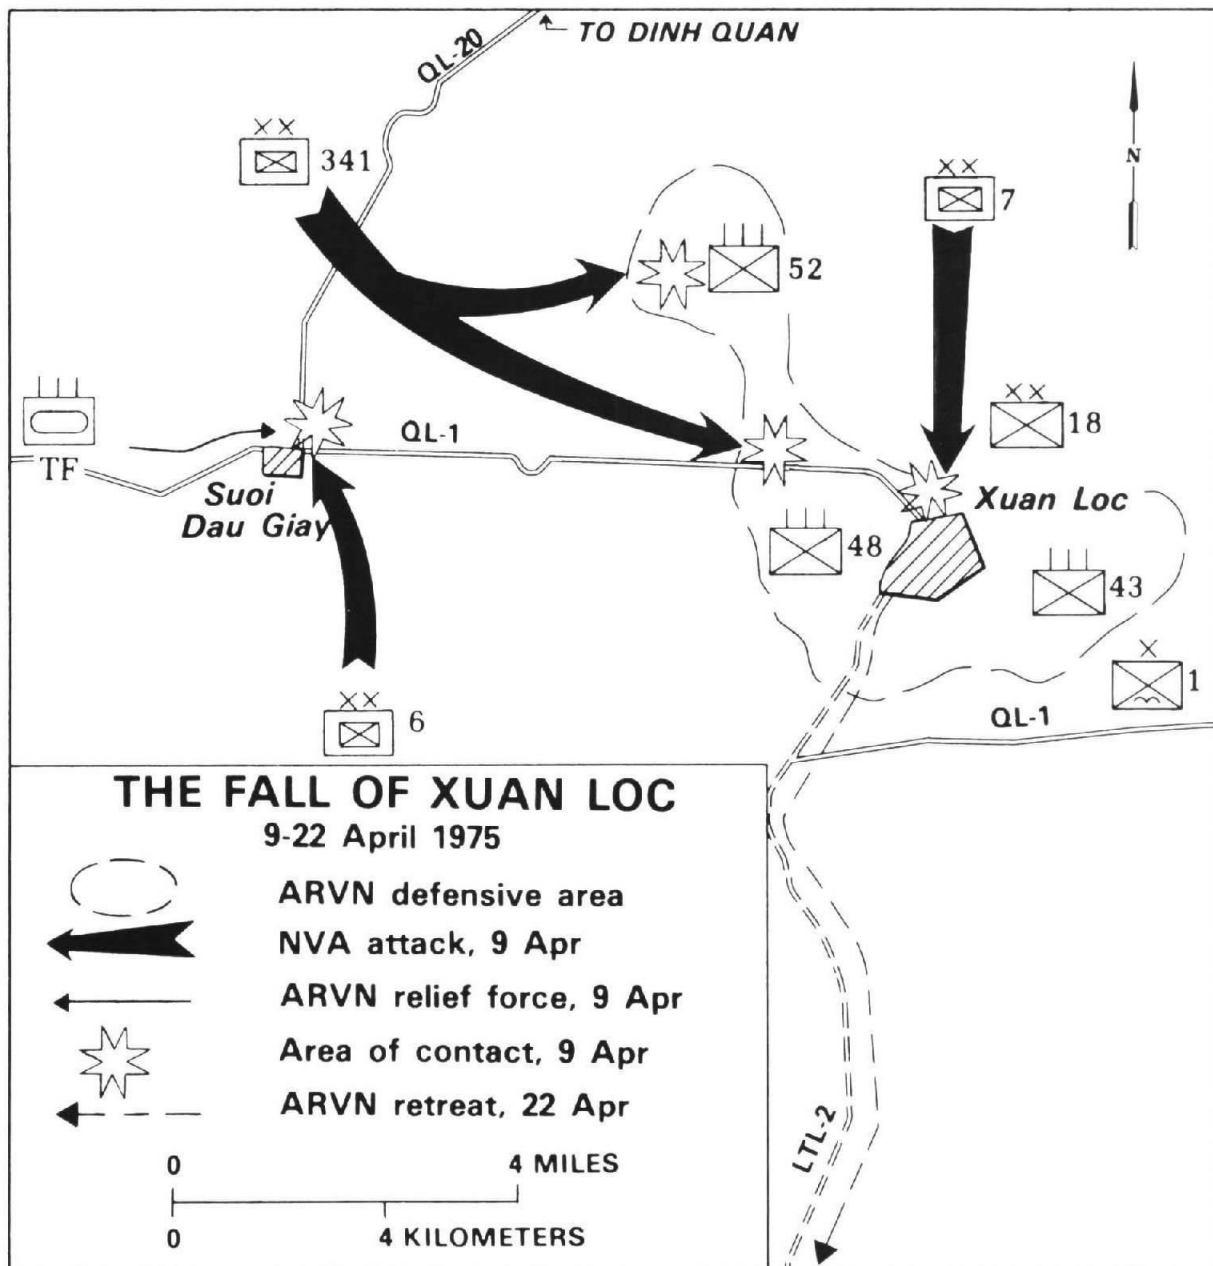 TO DINH QUAN
QL-20
341
N
7
52
18
TF
QL-1
Suoi
Dau Giay
Xuan Loc
48
43
1
6
QL-1
THE FALL OF XUAN LOC
9-22 April 1975
ARVN defensive area
NVA attack, 9 Apr
ARVN relief force, 9 Apr
Area of contact, 9 Apr
ARVN retreat, 22 Apr
0 4 MILES
0 4 KILOMETERS
LTL-2